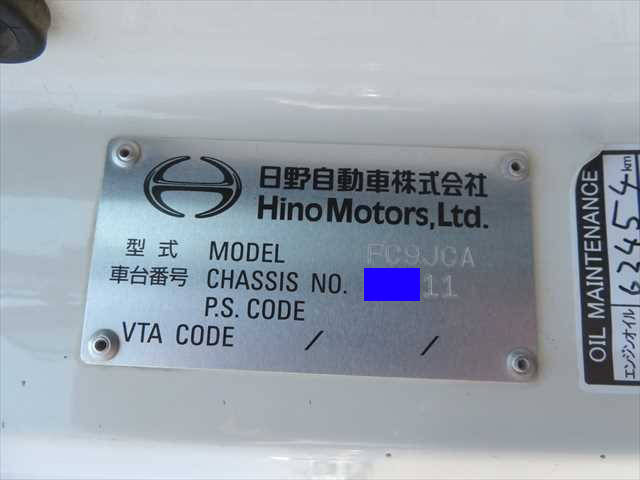 日野自動車株式会社
Hino Motors, Ltd.
型式 MODEL FC9JCA
車台番号 CHASSIS NO. 11
P.S. CODE
VTA CODE / /
OIL MAINTENANCE
エンジンオイル 62454 km